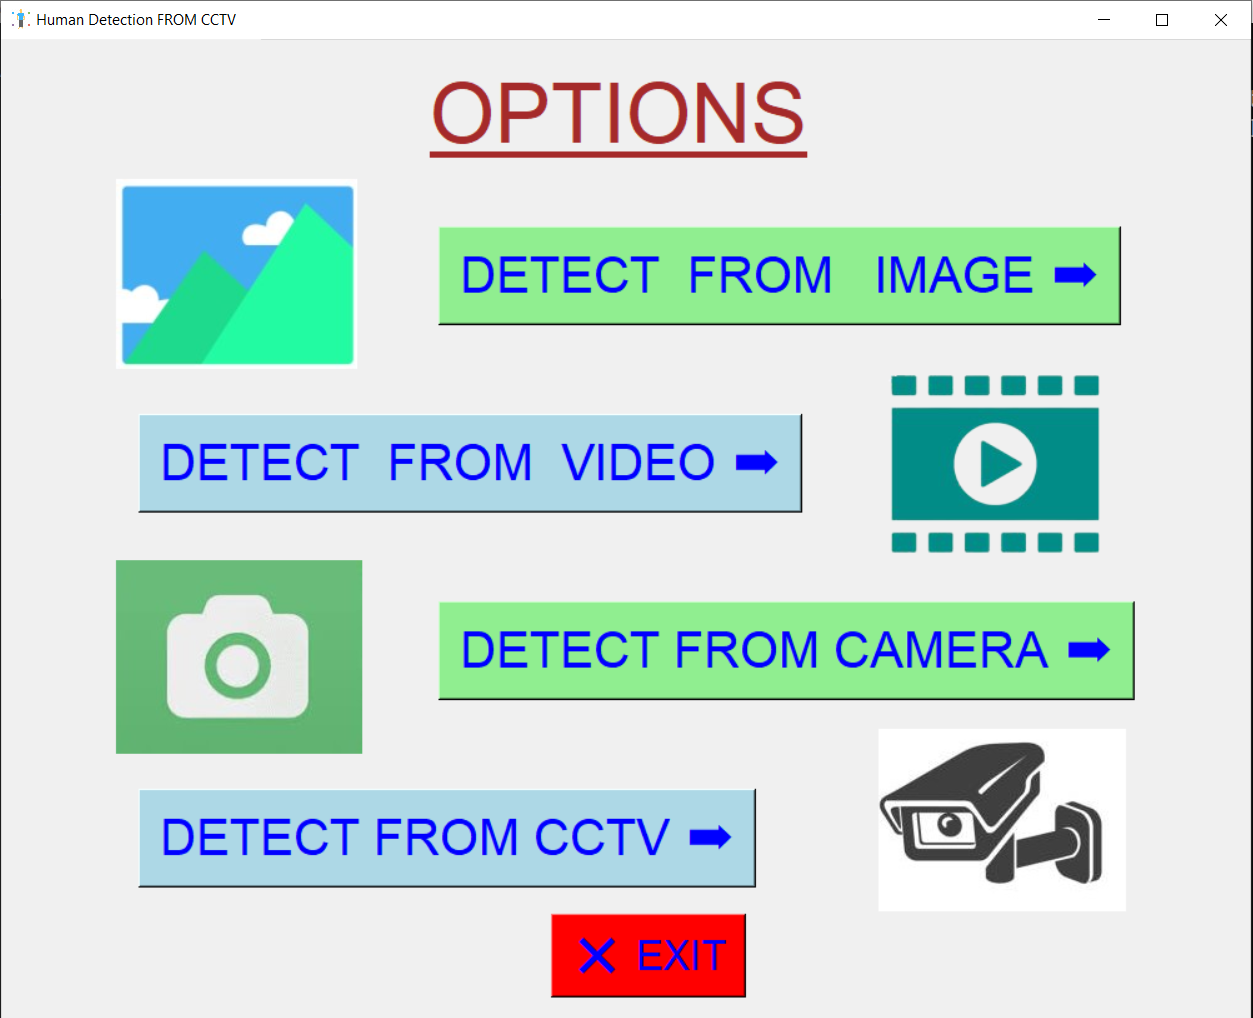 Human Detection FROM CCTV
OPTIONS
DETECT FROM IMAGE ➡
DETECT FROM VIDEO ➡
DETECT FROM CAMERA ➡
DETECT FROM CCTV ➡
❌ EXIT